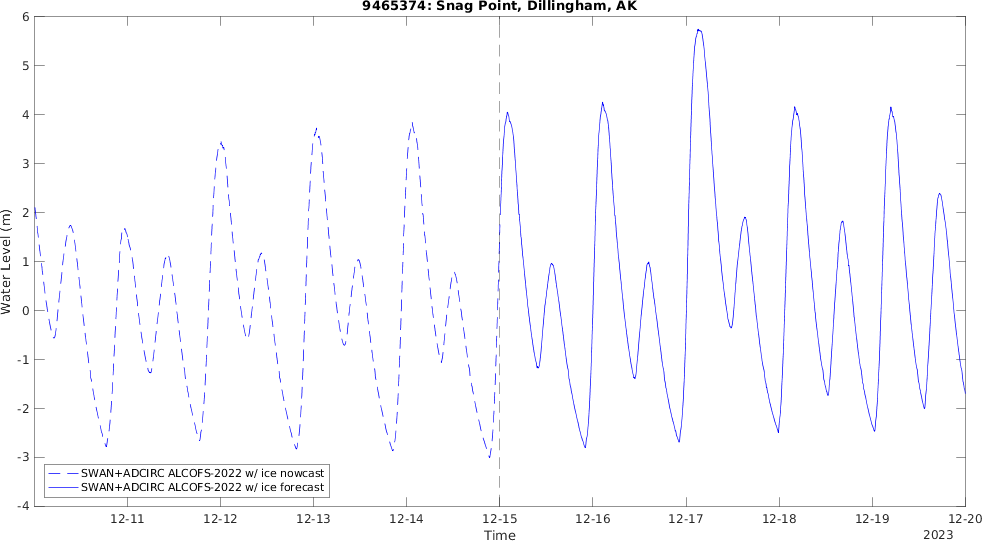 9465374: Snag Point, Dillingham, AK
Water Level (m)
6
5
4
3
2
1
0
-1
-2
-3
-4
SWAN+ADCIRC ALCOFS-2022 w/ ice nowcast
SWAN+ADCIRC ALCOFS-2022 w/ ice forecast
12-11 12-12 12-13 12-14 12-15 12-16 12-17 12-18 12-19 12-20
Time
2023